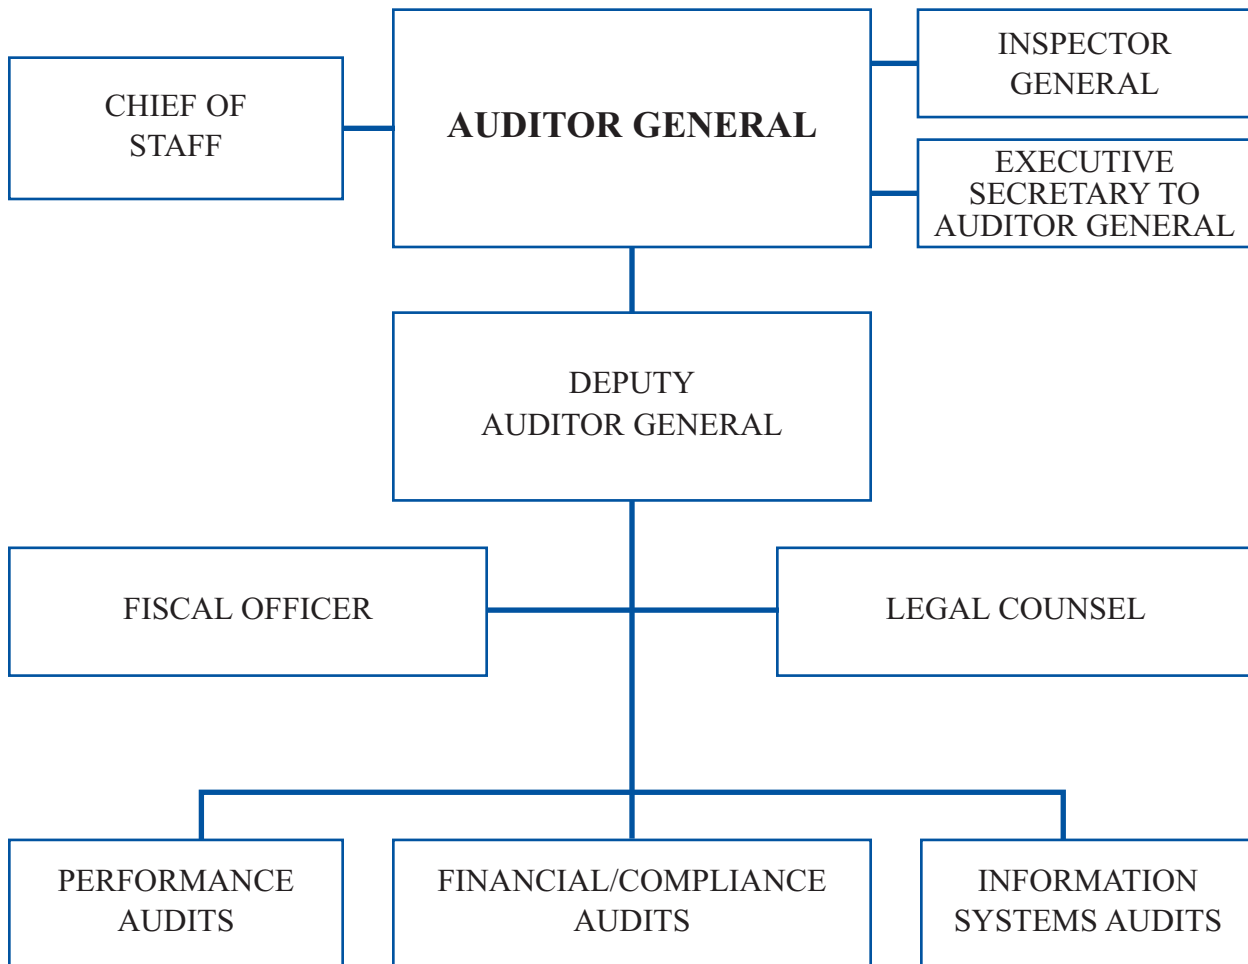 CHIEF OF
STAFF
AUDITOR GENERAL
INSPECTOR
GENERAL
EXECUTIVE
SECRETARY TO
AUDITOR GENERAL
DEPUTY
AUDITOR GENERAL
FISCAL OFFICER
LEGAL COUNSEL
PERFORMANCE
AUDITS
FINANCIAL/COMPLIANCE
AUDITS
INFORMATION
SYSTEMS AUDITS